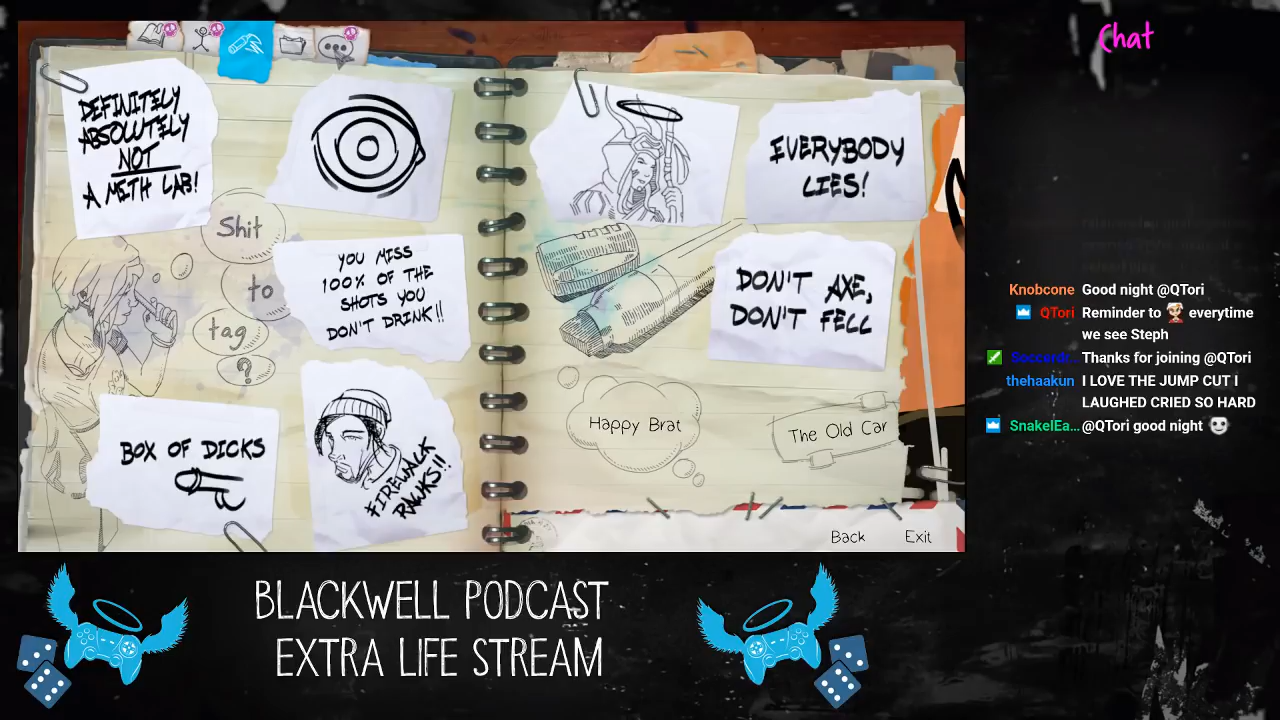 DEFINITELY
ABSOLUTELY
NOT
A METH LAB!
Shit
to
tag
?
YOU MISS
100% OF THE
SHOTS YOU
DON'T DRINK!!
BOX OF DICKS
FIREWALK
RAWKS!!
EVERYBODY
LIES!
DON'T AXE,
DON'T FELL
Happy Brat
The Old Car
Back
Exit
BLACKWELL PODCAST
EXTRA LIFE STREAM
Chat
Knobcone Good night @QTori
QTori Reminder to everytime
we see Steph
Soccerdr... Thanks for joining @QTori
thehaakun I LOVE THE JUMP CUT I
LAUGHED CRIED SO HARD
SnakelEa... @QTori good night